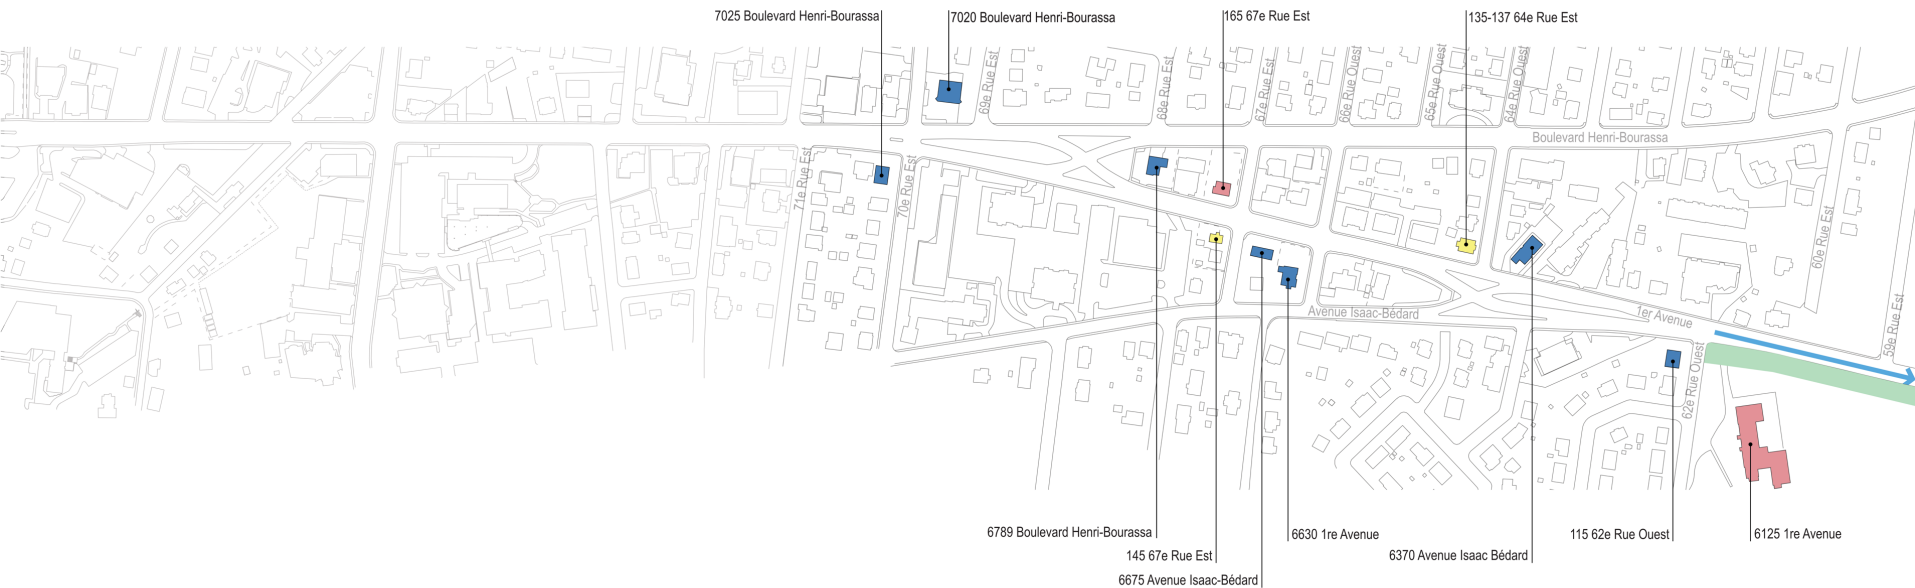 7025 Boulevard Henri-Bourassa
7020 Boulevard Henri-Bourassa
165 67e Rue Est
135-137 64e Rue Est
69e Rue Est
68e Rue Est
67e Rue Est
66e Rue Ouest
65e Rue Ouest
64e Rue Ouest
Boulevard Henri-Bourassa
71e Rue Est
70e Rue Est
60e Rue Est
Avenue Isaac-Bédard
1er Avenue
59e Rue Est
62e Rue Ouest
6789 Boulevard Henri-Bourassa
6630 1re Avenue
115 62e Rue Ouest
6125 1re Avenue
145 67e Rue Est
6370 Avenue Isaac Bédard
6675 Avenue Isaac-Bédard